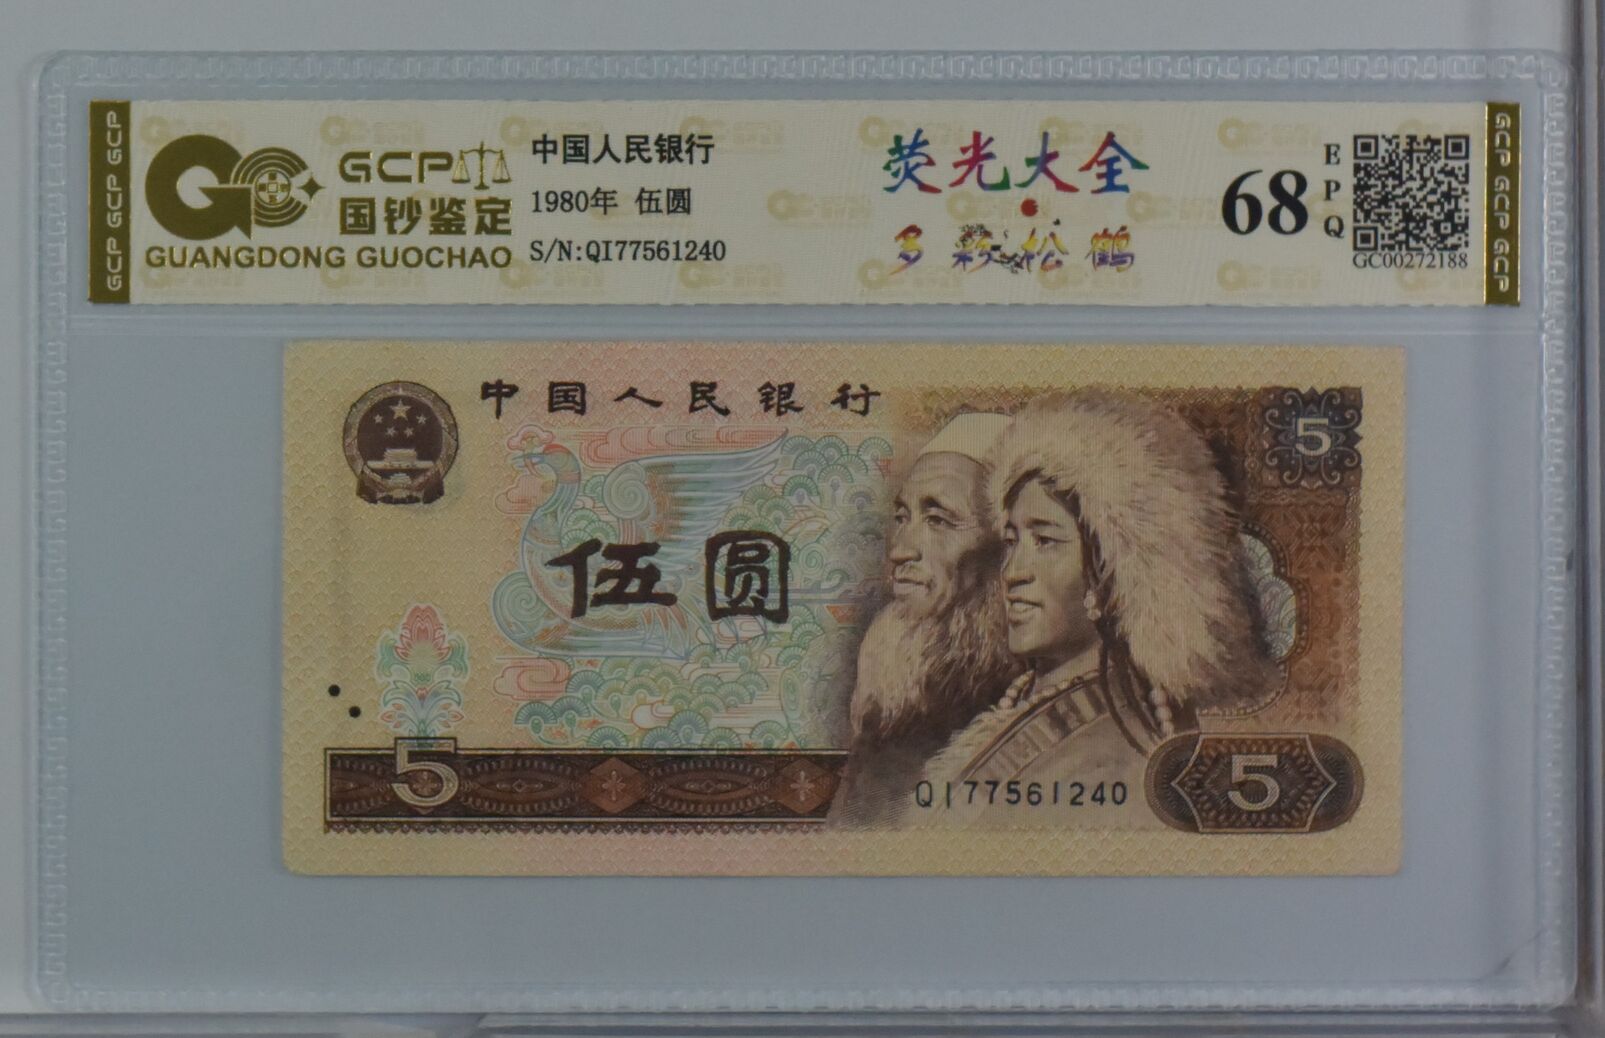 GCP GCP GCP
GCP
国钞鉴定
GUANGDONG GUOCHAO
中国人民银行
1980年 伍圆
S/N:QI77561240
荧光大全
多彩松鹤
68
EPQ
GC00272188
GCP GCP GCP
中国人民银行
5
伍圆
5
QI77561240
5